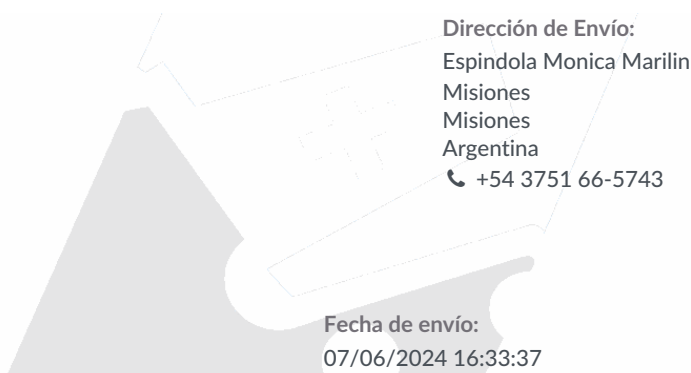 Dirección de Envío:
Espindola Monica Marilin
Misiones
Misiones
Argentina
+54 3751 66-5743
Fecha de envío:
07/06/2024 16:33:37